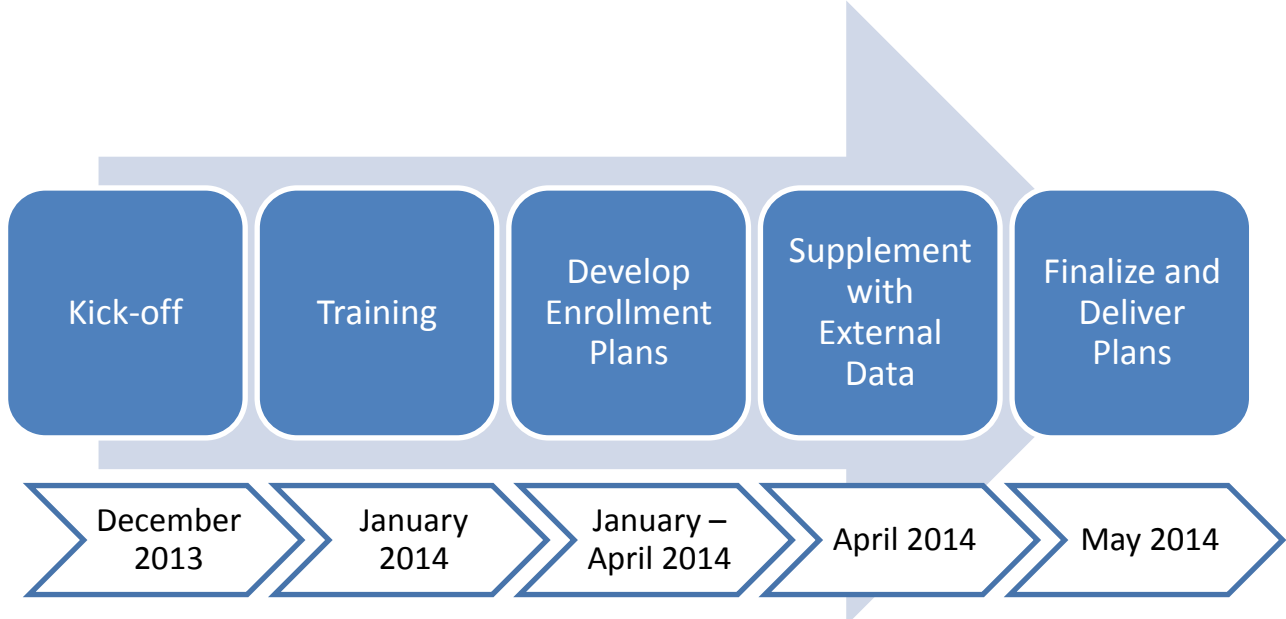 Kick-off
Training
Develop
Enrollment
Plans
Supplement
with
External
Data
Finalize and
Deliver
Plans
December
2013
January
2014
January –
April 2014
April 2014
May 2014